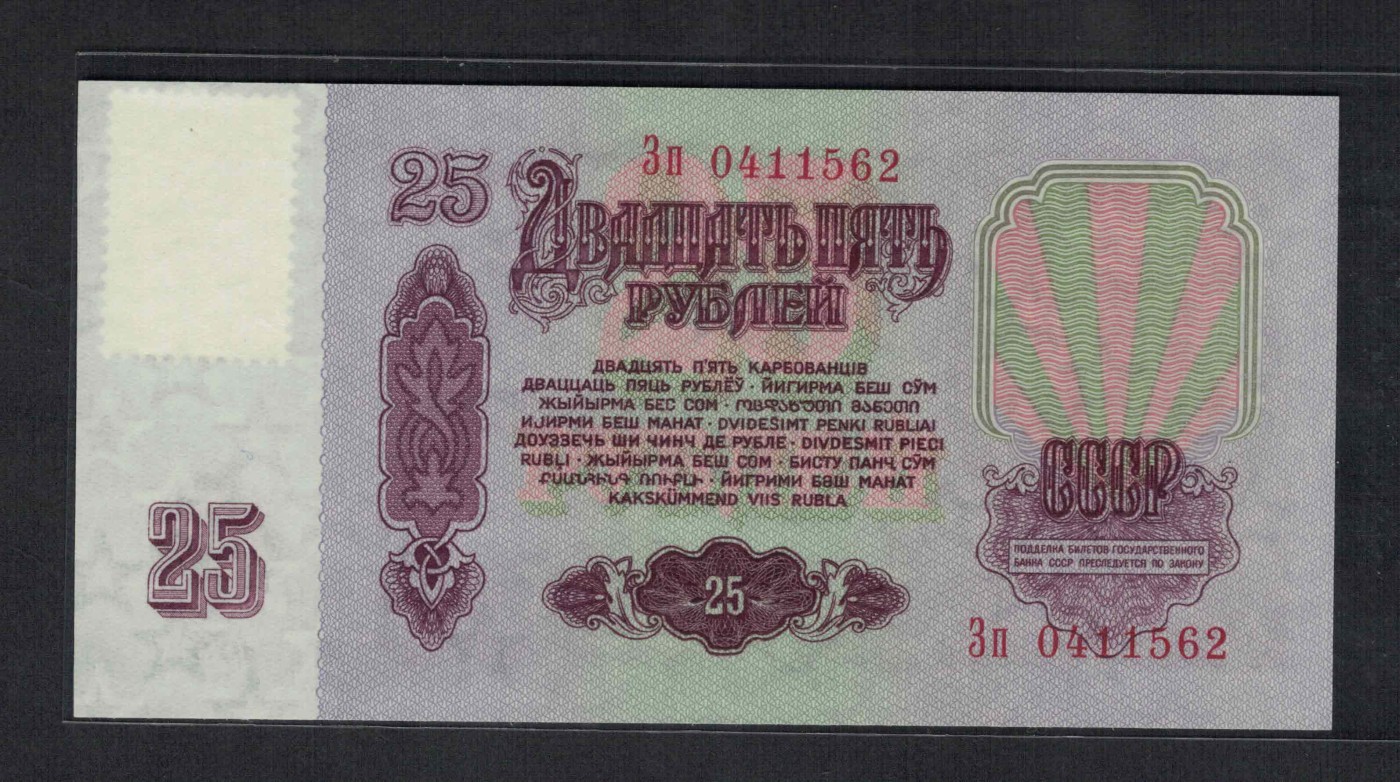 Зп 0411562
25
Двадцать пять
рублей
ДВАДЦЯТЬ П'ЯТЬ КАРБОВАНЦІВ
ДВАЦЦАЦЬ ПЯЦЬ РУБЛЁЎ · ЙИГИРМА БЕШ СЎМ
ЖЫЙЫРМА БЕС СОМ · ᲝᲪᲓᲐᲮᲣᲗᲘ ᲛᲐᲜᲔᲗᲘ
ИЈИРМИ БЕШ МАНАТ · DVIDEŠIMT PENKI RUBLIAI
ДОУЭЗЕЧЬ ШИ ЧИНЧ ДЕ РУБЛЕ · DIVDESMIT PIECI
RUBĻI · ЖЫЙЫРМА БЕШ СОМ · БИСТУ ПАНҶ СӮМ
ՔՍԱՆՀԻՆԳ ՌՈՒԲԼԻ · ЙИГРИМИ БӘШ МАНАТ
KAKSKÜMMEND VIIS RUBLA
СССР
ПОДДЕЛКА БИЛЕТОВ ГОСУДАРСТВЕННОГО
БАНКА СССР ПРЕСЛЕДУЕТСЯ ПО ЗАКОНУ
25
25
Зп 0411562